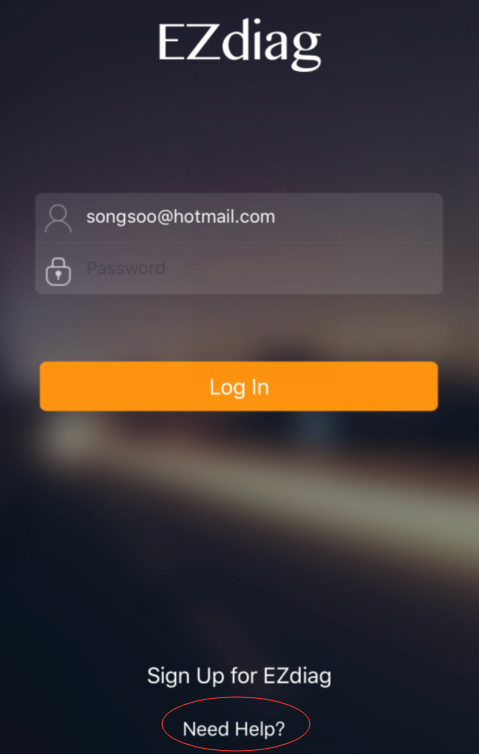 EZdiag
songsoo@hotmail.com
Password
Log In
Sign Up for EZdiag
Need Help?